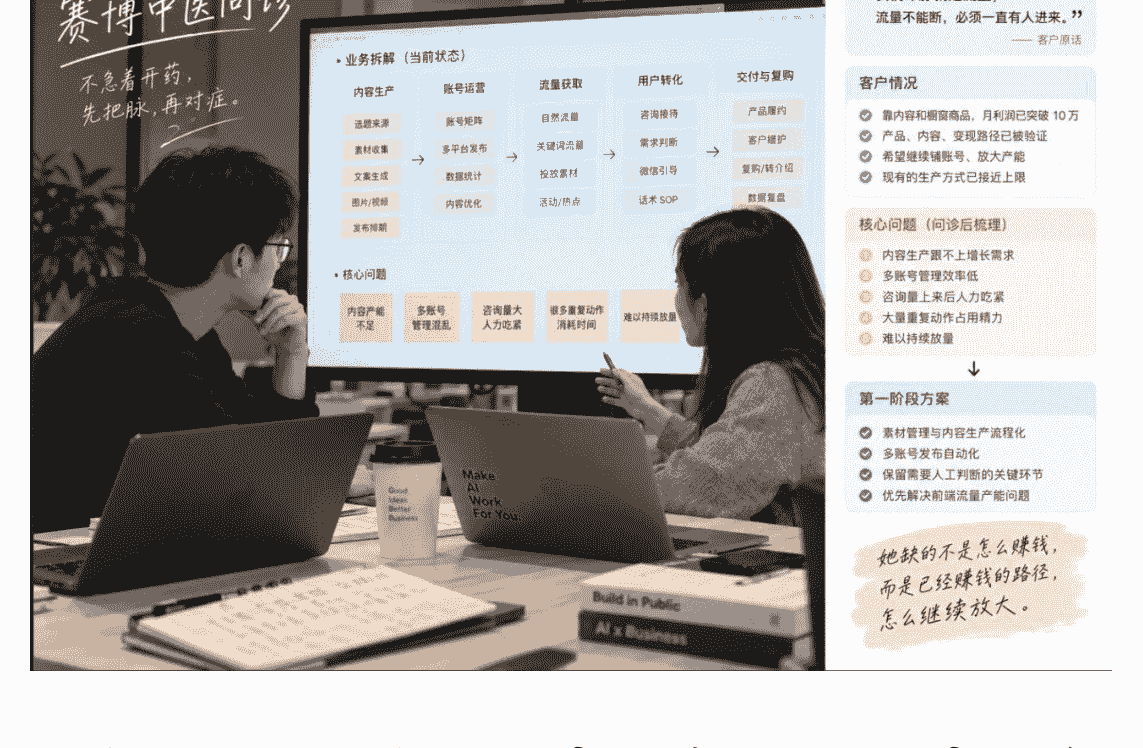 赛博中医问诊
不急着开药，
先把脉，再对症。
业务拆解（当前状态）
内容生产
选题来源
素材收集
文案生成
图片/视频
发布排期
账号运营
账号矩阵
多平台发布
数据统计
内容优化
流量获取
自然流量
关键词流量
投放素材
活动/热点
用户转化
咨询接待
需求判断
微信引导
话术 SOP
交付与复购
产品履约
客户维护
复购/转介绍
数据复盘
核心问题
内容产能
不足
多账号
管理混乱
咨询量大
人力吃紧
很多重复动作
消耗时间
难以持续放量
Good
Ideas
Better
Business
Make
AI
Work
For You.
Build in Public
AI x Business
流量不能断，必须一直有人进来。”
—— 客户原话
客户情况
靠内容和橱窗商品，月利润已突破 10 万
产品、内容、变现路径已被验证
希望继续铺账号、放大产能
现有的生产方式已接近上限
核心问题（问诊后梳理）
内容生产跟不上增长需求
多账号管理效率低
咨询量上来后人力吃紧
大量重复动作占用精力
难以持续放量
第一阶段方案
素材管理与内容生产流程化
多账号发布自动化
保留需要人工判断的关键环节
优先解决前端流量产能问题
她缺的不是怎么赚钱，
而是已经赚钱的路径，
怎么继续放大。